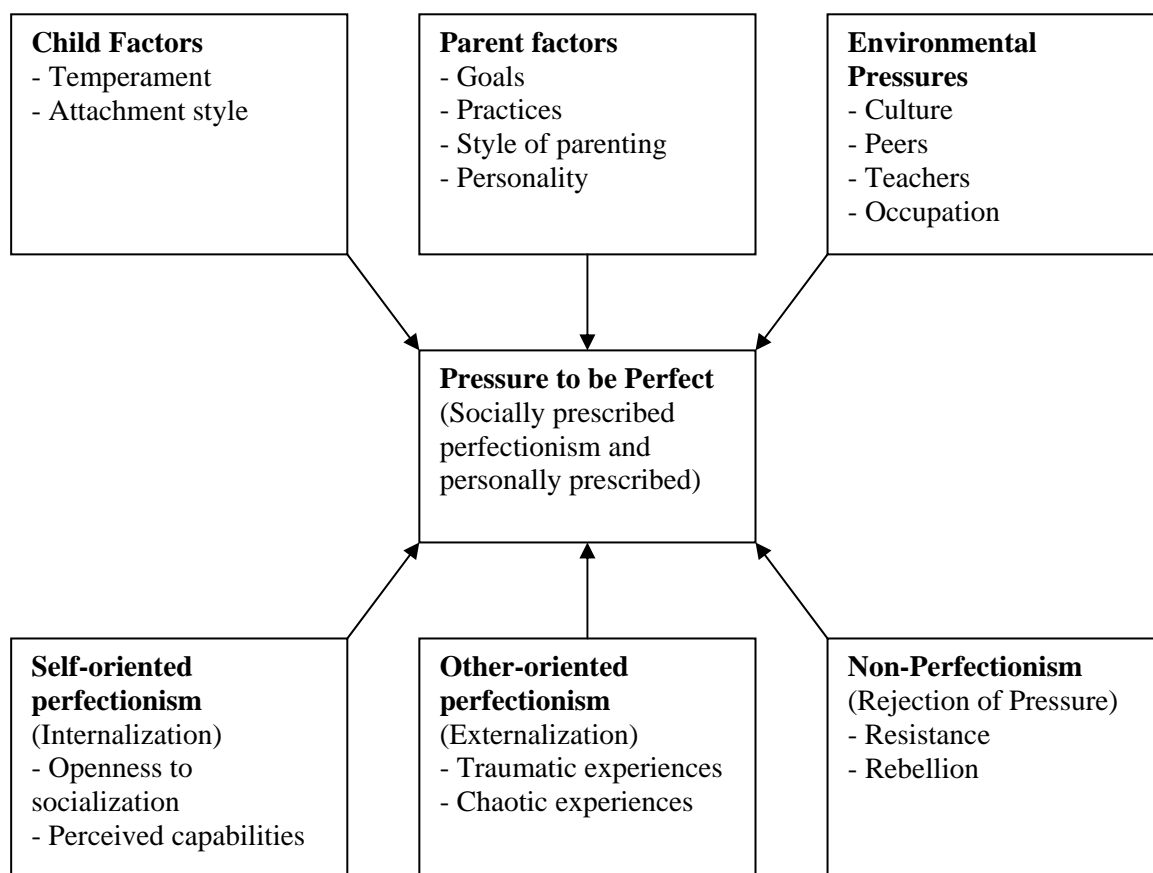 Child Factors
- Temperament
- Attachment style
Parent factors
- Goals
- Practices
- Style of parenting
- Personality
Environmental
Pressures
- Culture
- Peers
- Teachers
- Occupation
Pressure to be Perfect
(Socially prescribed
perfectionism and
personally prescribed)
Self-oriented
perfectionism
(Internalization)
- Openness to
socialization
- Perceived capabilities
Other-oriented
perfectionism
(Externalization)
- Traumatic experiences
- Chaotic experiences
Non-Perfectionism
(Rejection of Pressure)
- Resistance
- Rebellion